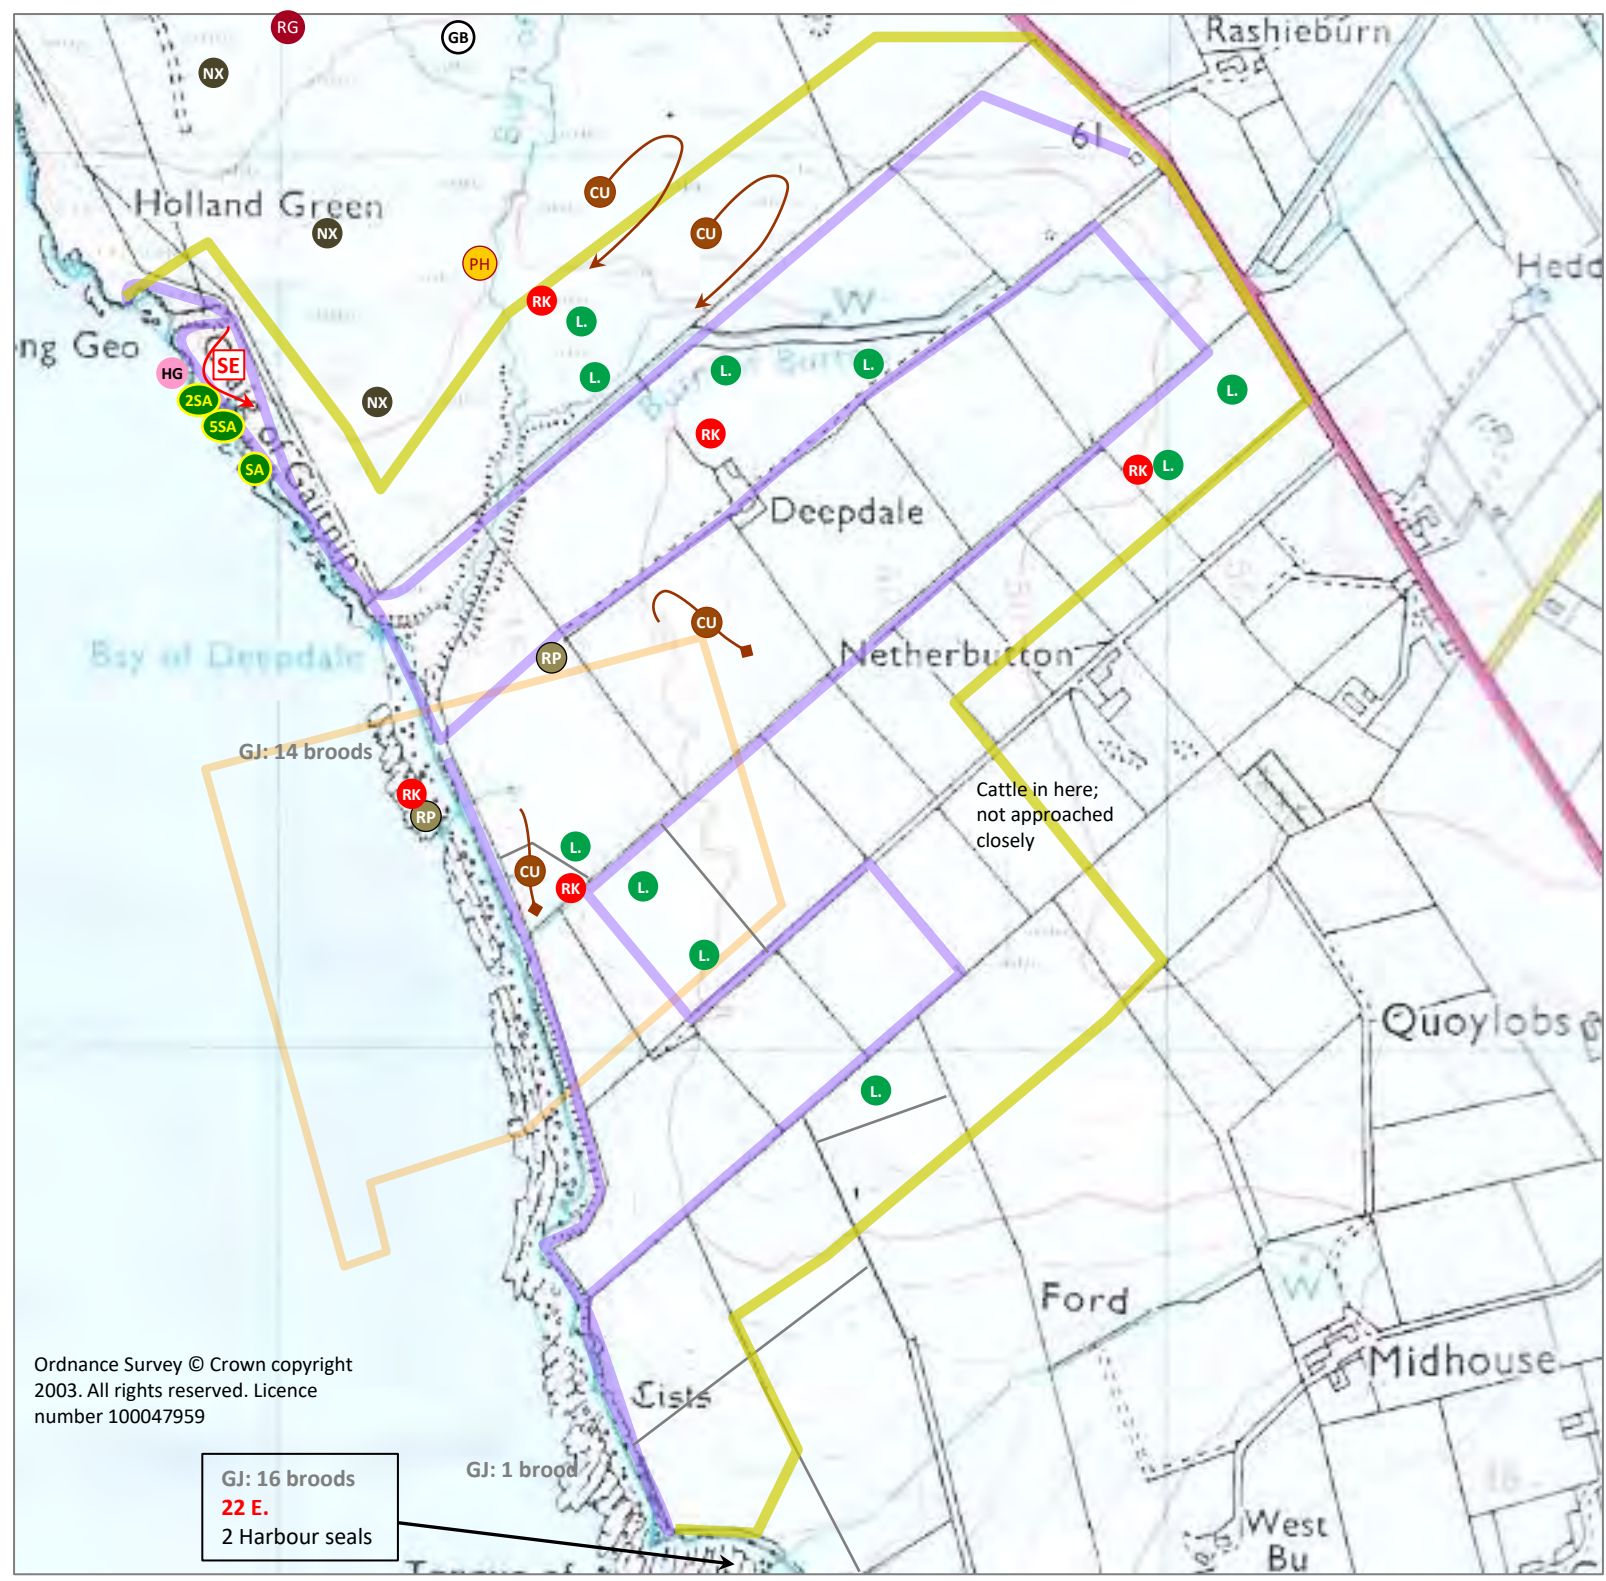 RG
GB
Rashieburn
NX
61
CU
Holland Green
NX
CU
PH
Hedd
RK
W
L.
ng Geo
SE
HG
L.
L.
L.
L.
2SA
NX
5SA
RK
SA
RK
L.
Deepdale
CU
Bay of Deepdale
RP
Netherbutton
GJ: 14 broods
RK
RP
Cattle in here;
not approached
closely
L.
CU
RK
L.
L.
Quoylobs
L.
Ford
W
Midhouse
Ordnance Survey © Crown copyright
2003. All rights reserved. Licence
number 100047959
Cists
GJ: 1 brood
GJ: 16 broods
22 E.
2 Harbour seals
West
Bu